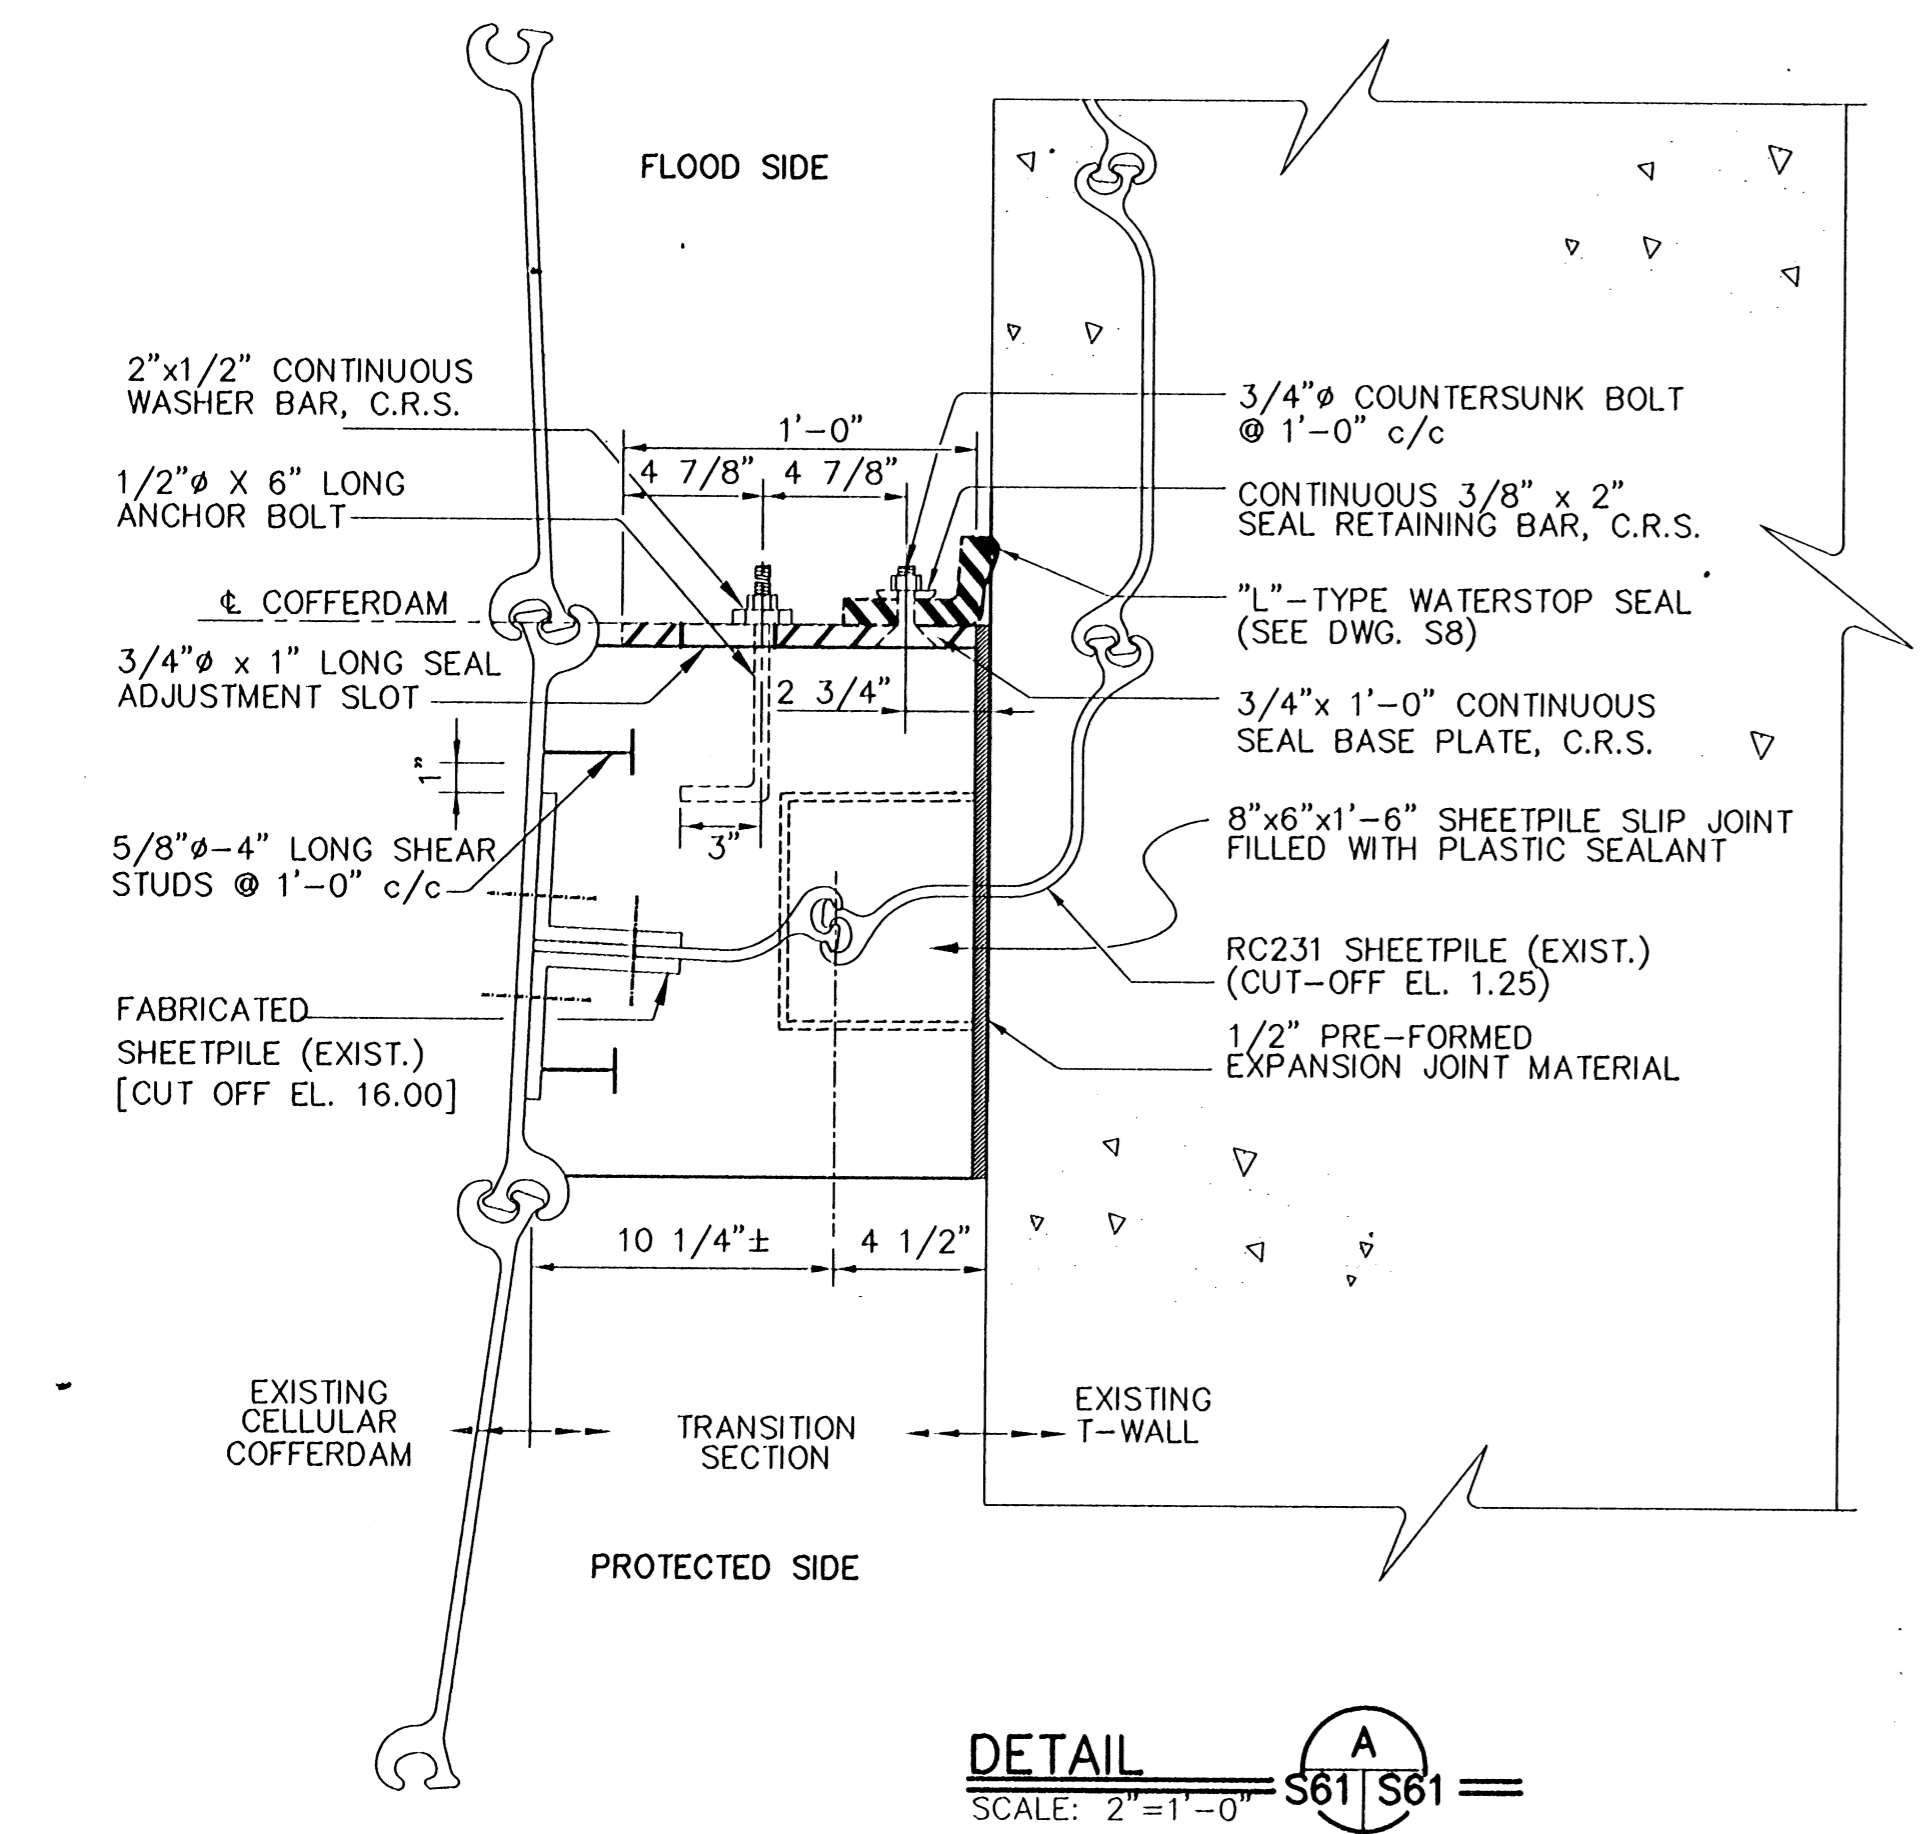 FLOOD SIDE
2"x1/2" CONTINUOUS
WASHER BAR, C.R.S.
1/2"ø X 6" LONG
ANCHOR BOLT
℄ COFFERDAM
3/4"ø x 1" LONG SEAL
ADJUSTMENT SLOT
1"
5/8"ø-4" LONG SHEAR
STUDS @ 1'-0" c/c
FABRICATED
SHEETPILE (EXIST.)
[CUT OFF EL. 16.00]
1'-0"
4 7/8" 4 7/8"
2 3/4"
3"
3/4"ø COUNTERSUNK BOLT
@ 1'-0" c/c
CONTINUOUS 3/8" x 2"
SEAL RETAINING BAR, C.R.S.
"L"-TYPE WATERSTOP SEAL
(SEE DWG. S8)
3/4"x 1'-0" CONTINUOUS
SEAL BASE PLATE, C.R.S.
8"x6"x1'-6" SHEETPILE SLIP JOINT
FILLED WITH PLASTIC SEALANT
RC231 SHEETPILE (EXIST.)
(CUT-OFF EL. 1.25)
1/2" PRE-FORMED
EXPANSION JOINT MATERIAL
10 1/4"± 4 1/2"
EXISTING
CELLULAR
COFFERDAM
TRANSITION
SECTION
EXISTING
T-WALL
PROTECTED SIDE
DETAIL
SCALE: 2"=1'-0"
A
S61 S61